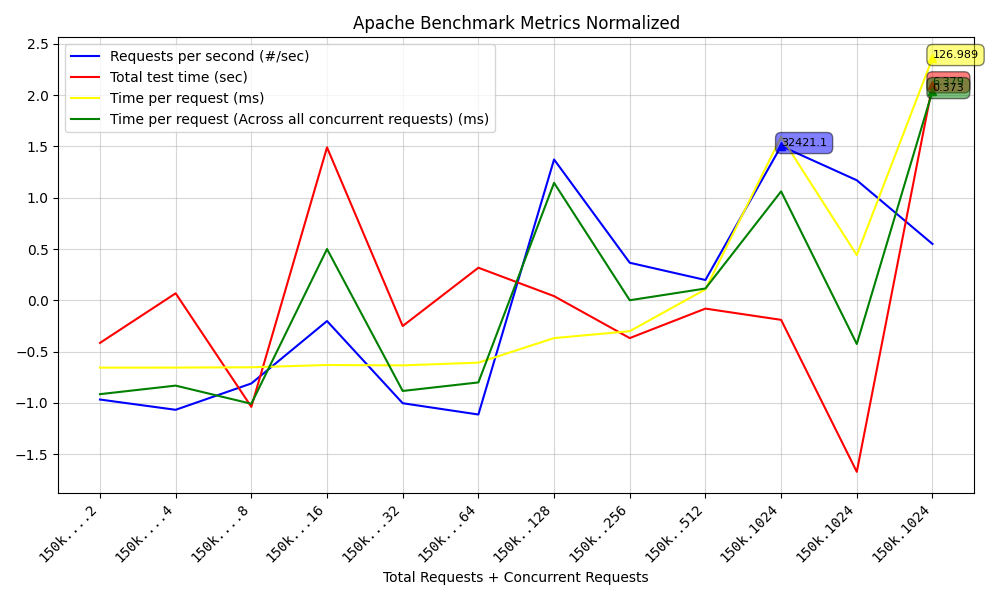 Apache Benchmark Metrics Normalized
Requests per second (#/sec)
Total test time (sec)
Time per request (ms)
Time per request (Across all concurrent requests) (ms)
126.989
6.379
0.373
32421.1
2.5
2.0
1.5
1.0
0.5
0.0
−0.5
−1.0
−1.5
150k....2
150k....4
150k....8
150k...16
150k...32
150k...64
150k..128
150k..256
150k..512
150k.1024
150k.1024
150k.1024
Total Requests + Concurrent Requests